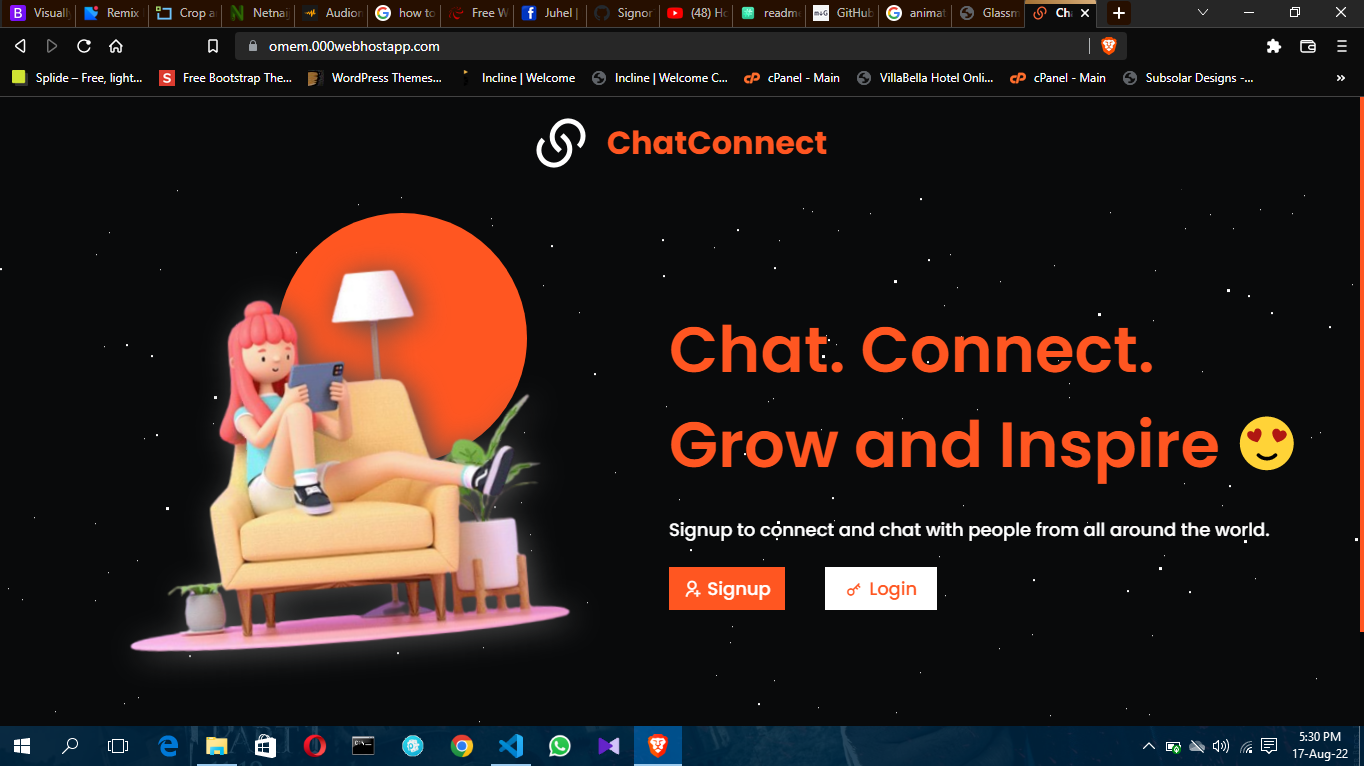 Visually
Remix
Crop a
Netnaij
Audion
how to
Free W
Juhel |
Signor
(48) Ho
readme
GitHub
animat
Glassm
Ch
omem.000webhostapp.com
Splide – Free, light...
Free Bootstrap The...
WordPress Themes...
Incline | Welcome
Incline | Welcome C...
cPanel - Main
VillaBella Hotel Onli...
cPanel - Main
Subsolar Designs -...
ChatConnect
Chat. Connect.
Grow and Inspire 😍
Signup to connect and chat with people from all around the world.
Signup
Login
5:30 PM
17-Aug-22